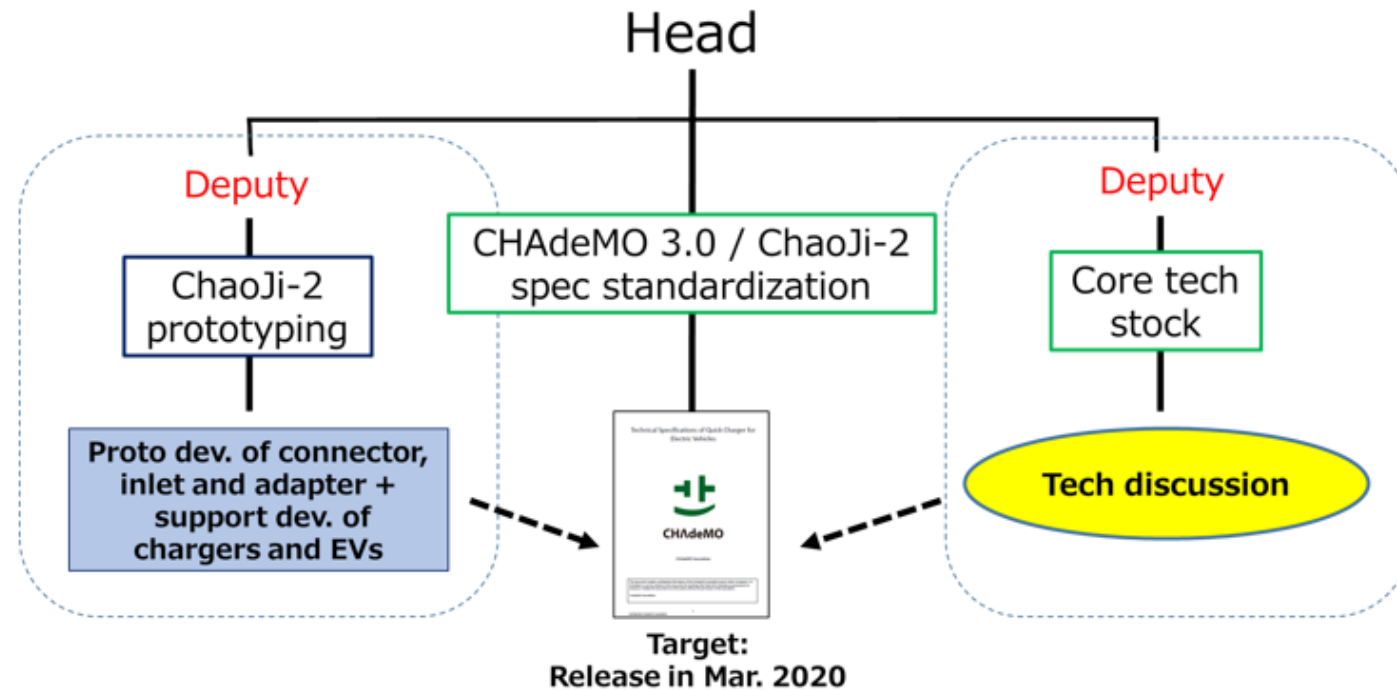 Head
Deputy
ChaoJi-2
prototyping
Proto dev. of connector,
inlet and adapter +
support dev. of
chargers and EVs
CHAdeMO 3.0 / ChaoJi-2
spec standardization
Technical Specifications of Quick Charger for
Electric Vehicles
CHΛdeMO
Target:
Release in Mar. 2020
Deputy
Core tech
stock
Tech discussion